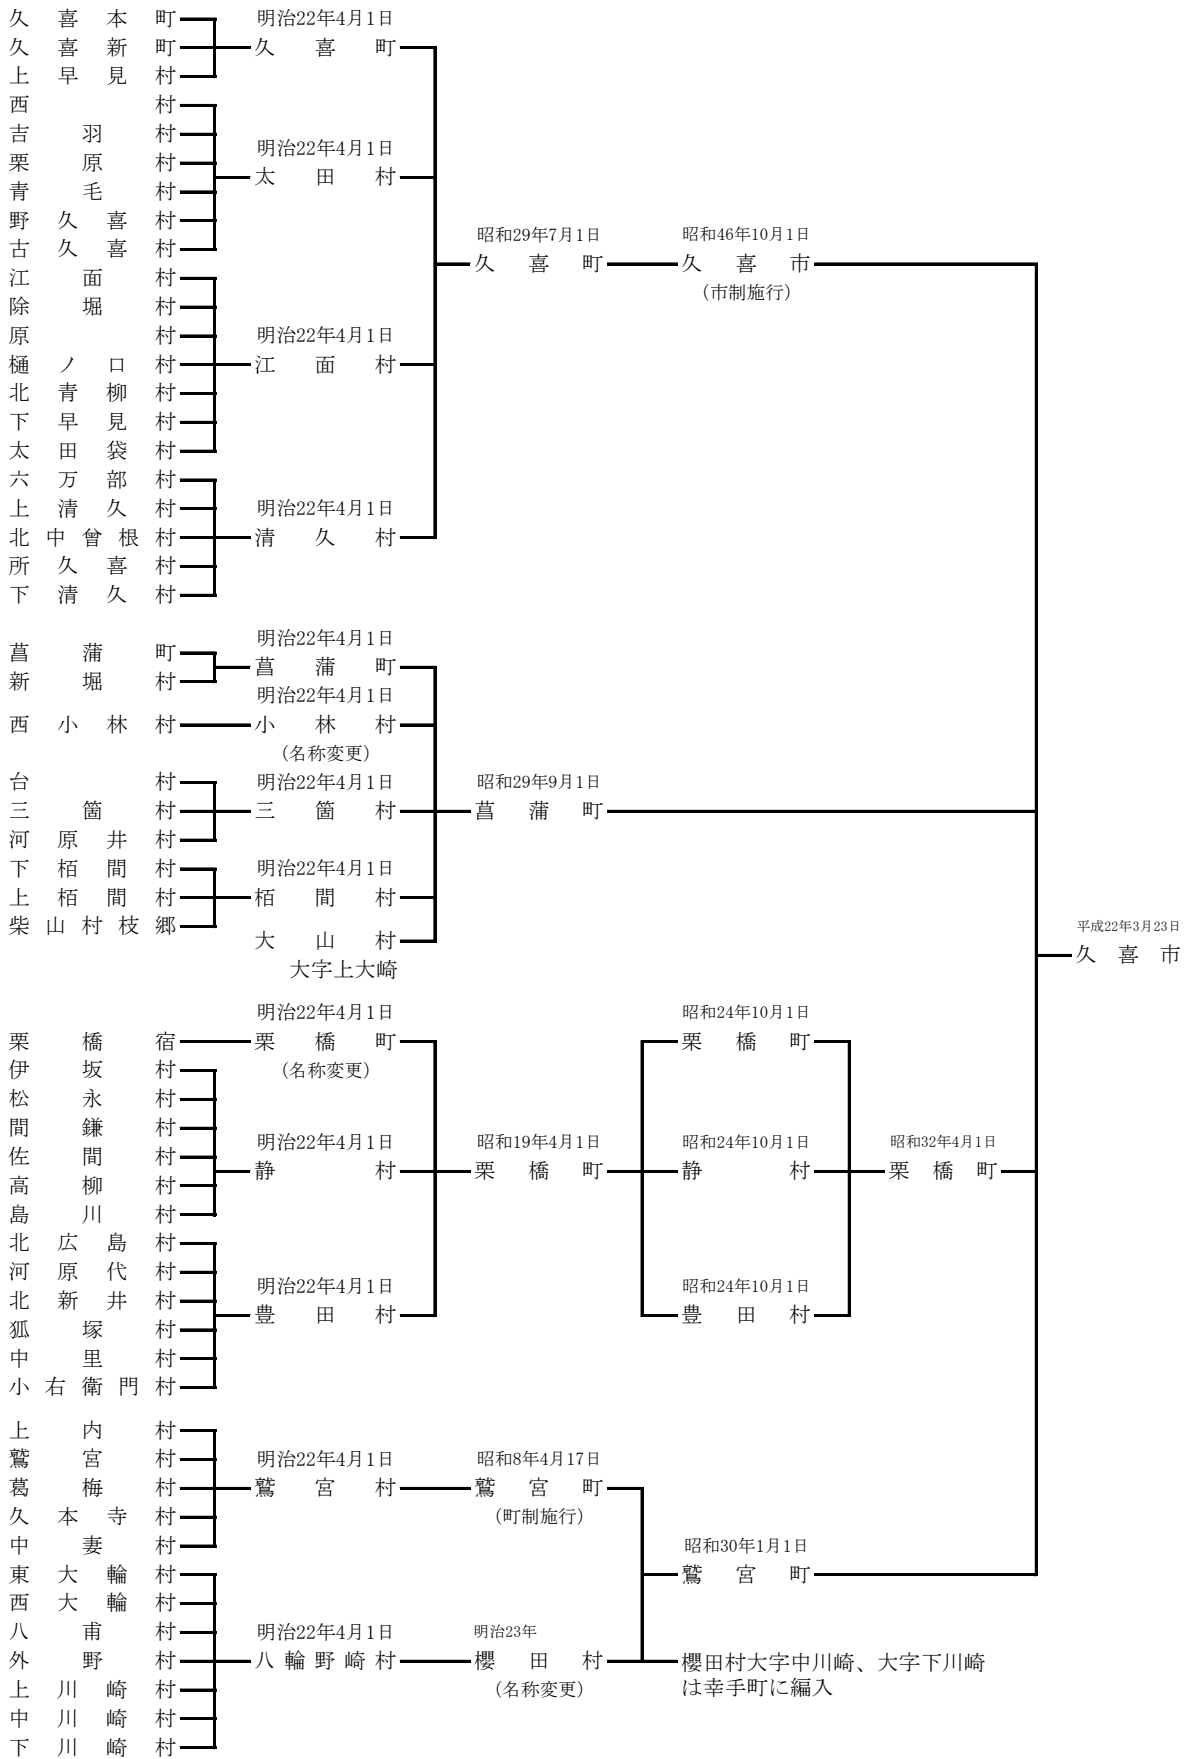 久喜本町
久喜新町
上早見村
明治22年4月1日
久喜町
西村
吉羽村
栗原村
青毛村
野久喜村
古久喜村
明治22年4月1日
太田村
江面村
除堀村
原村
樋ノ口村
北青柳村
下早見村
太田袋村
明治22年4月1日
江面村
六万部村
上清久村
北中曾根村
所久喜村
下清久村
明治22年4月1日
清久村
昭和29年7月1日
久喜町
昭和46年10月1日
久喜市
(市制施行)
菖蒲町
新堀村
明治22年4月1日
菖蒲町
西小林村
明治22年4月1日
小林村
(名称変更)
台村
三箇村
河原井村
明治22年4月1日
三箇村
下栢間村
上栢間村
柴山村枝郷
明治22年4月1日
栢間村
大山村
大字上大崎
昭和29年9月1日
菖蒲町
栗橋宿
明治22年4月1日
栗橋町
(名称変更)
伊坂村
松永村
間鎌村
佐間村
高柳村
島川村
明治22年4月1日
静村
北広島村
河原代村
北新井村
狐塚村
中里村
小右衛門村
明治22年4月1日
豊田村
昭和19年4月1日
栗橋町
昭和24年10月1日
栗橋町
昭和24年10月1日
静村
昭和24年10月1日
豊田村
昭和32年4月1日
栗橋町
上内村
鷲宮村
葛梅村
久本寺村
中妻村
明治22年4月1日
鷲宮村
昭和8年4月17日
鷲宮町
(町制施行)
東大輪村
西大輪村
八甫村
外野村
上川崎村
中川崎村
下川崎村
明治22年4月1日
八輪野崎村
明治23年
櫻田村
(名称変更)
昭和30年1月1日
鷲宮町
櫻田村大字中川崎、大字下川崎
は幸手町に編入
平成22年3月23日
久喜市